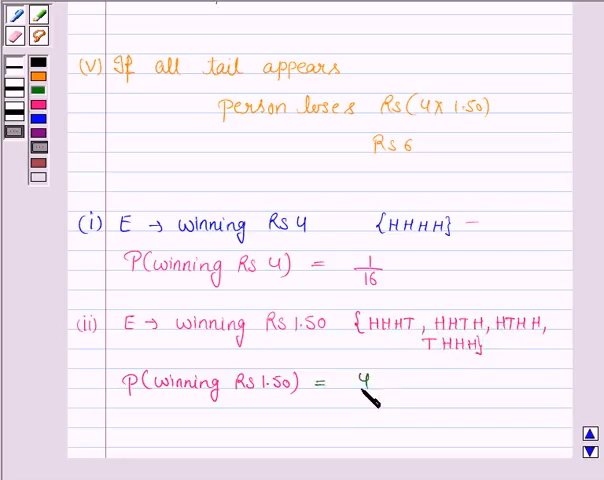 (v) If all tail appears
person loses Rs (4 x 1.50)
Rs 6
(i) E → winning Rs 4 {HHHH} –
P(winning Rs 4) = 1/16
(ii) E → winning Rs 1.50 {HHHT, HHTH, HTHH,
THHH}
P(winning Rs 1.50) = 4